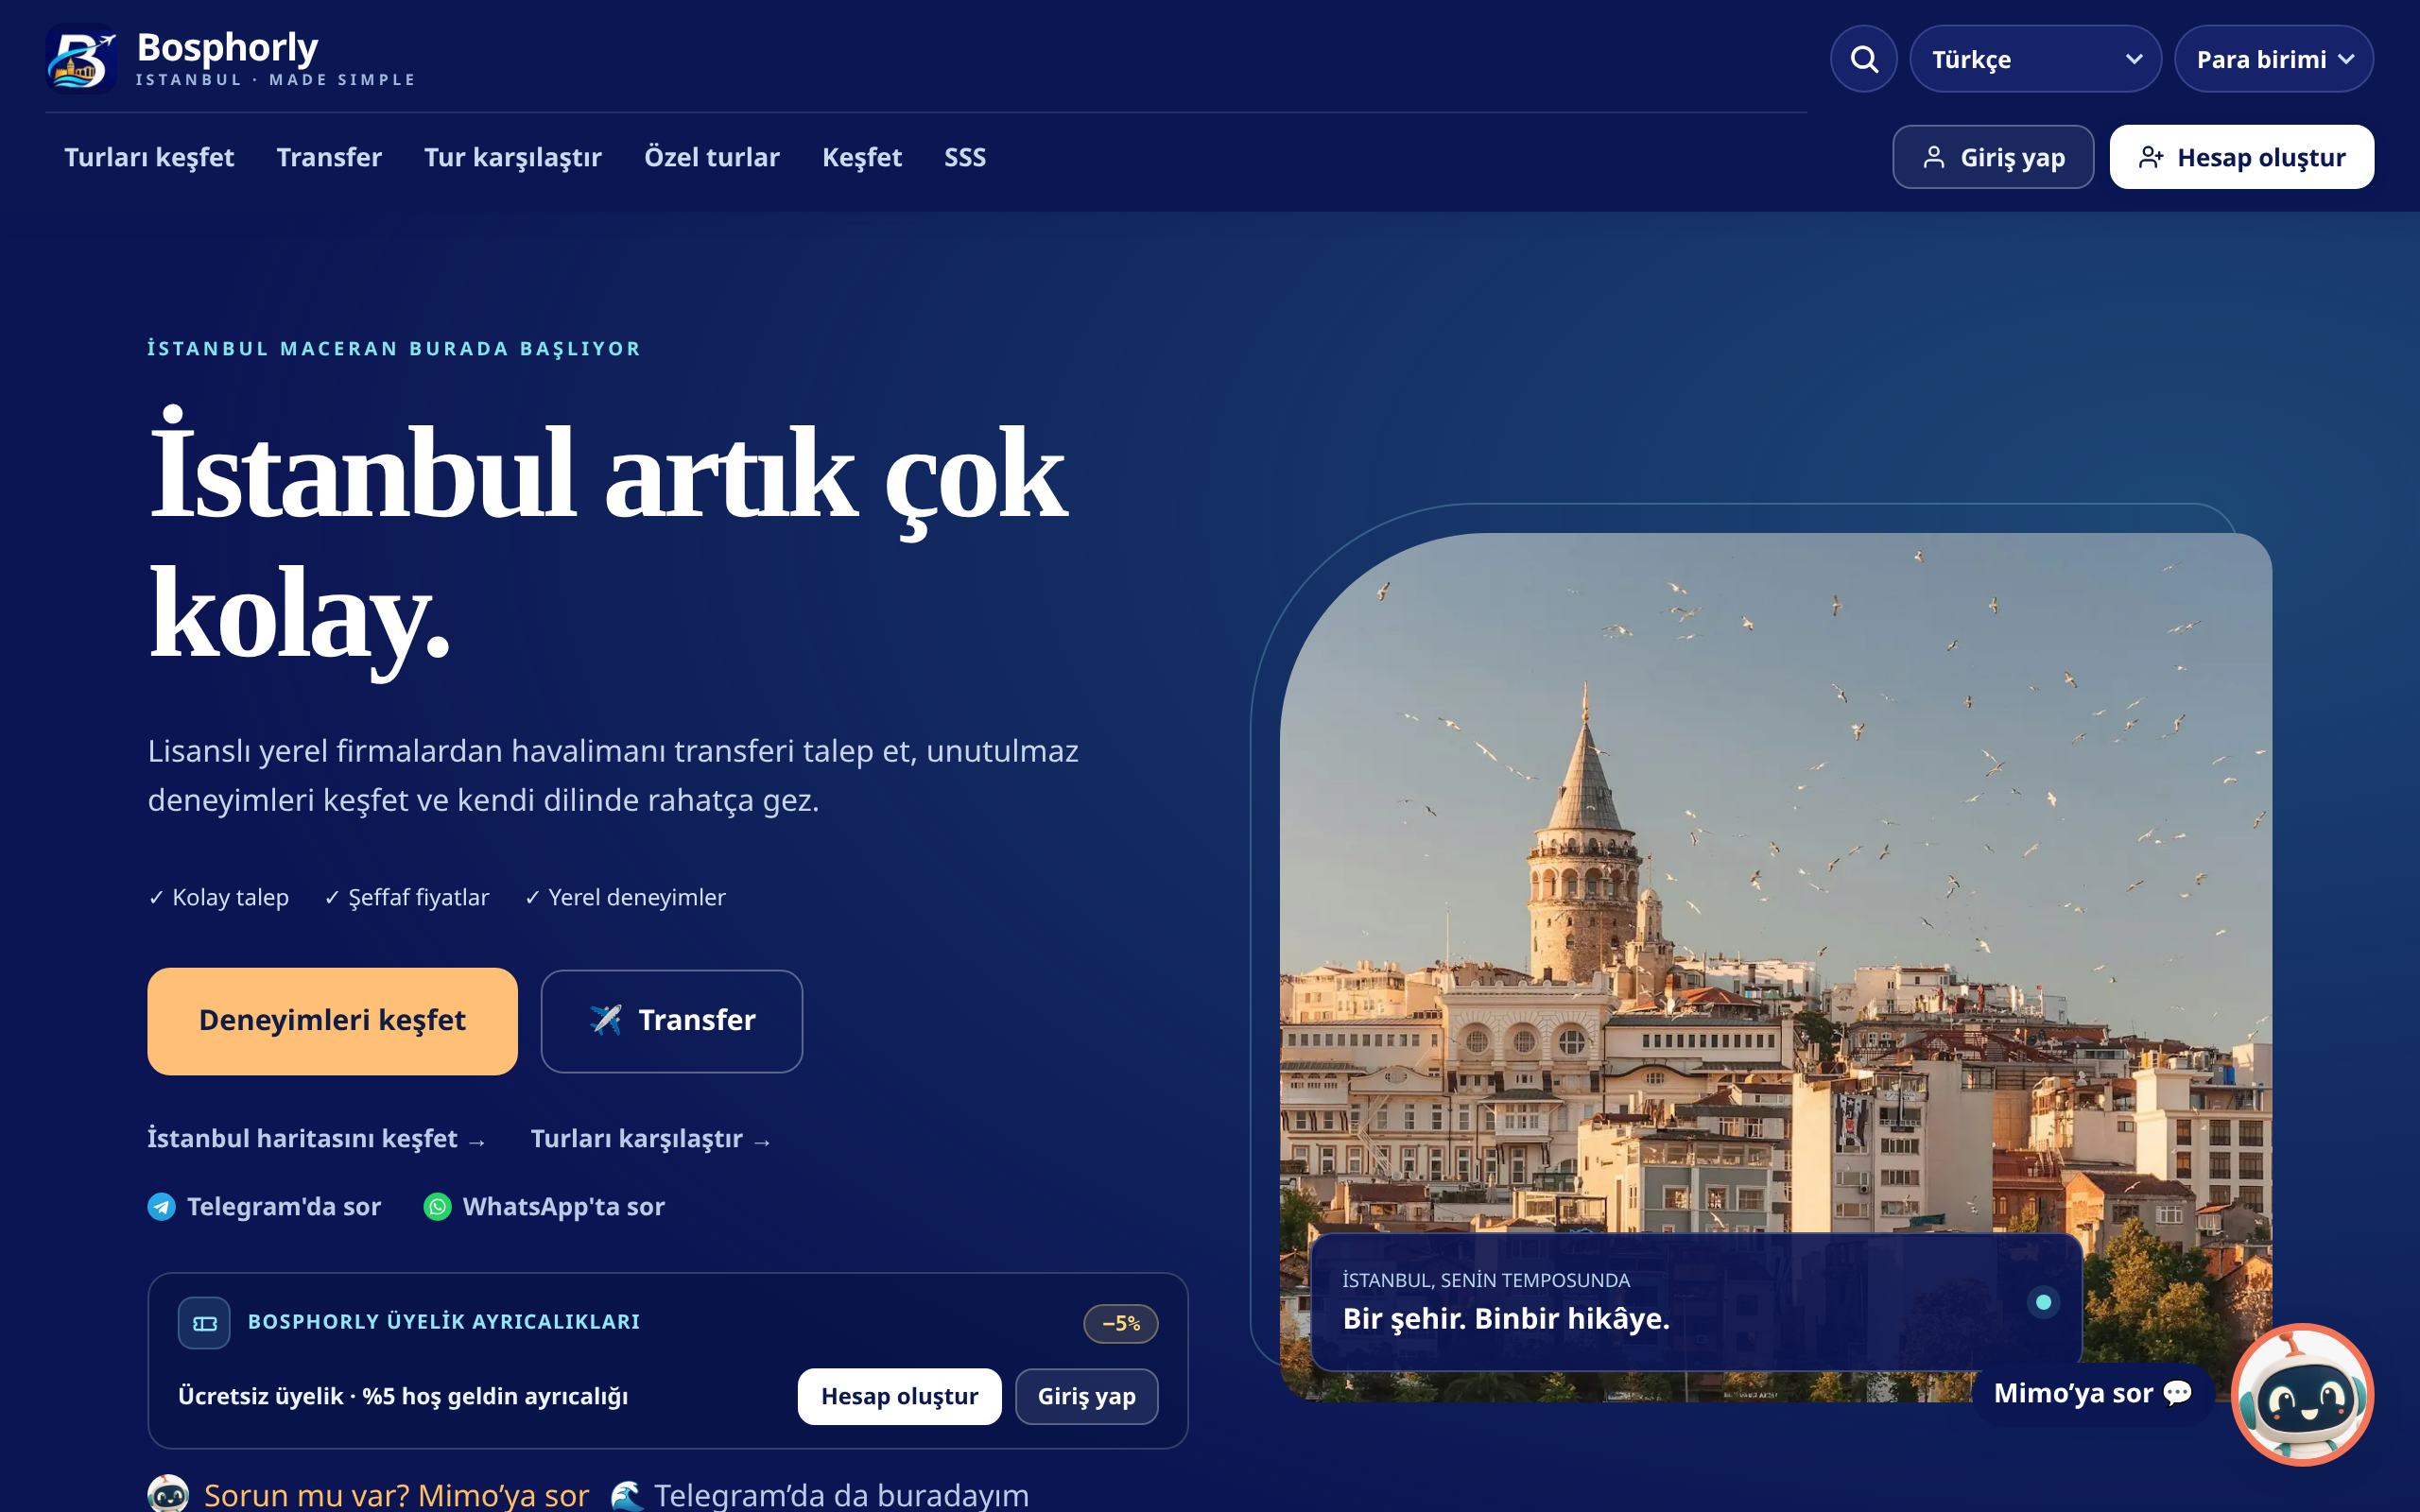 Bosphorly
ISTANBUL · MADE SIMPLE
Türkçe
Para birimi
Turları keşfet
Transfer
Tur karşılaştır
Özel turlar
Keşfet
SSS
Giriş yap
Hesap oluştur
İSTANBUL MACERAN BURADA BAŞLIYOR
İstanbul artık çok
kolay.
Lisanslı yerel firmalardan havalimanı transferi talep et, unutulmaz
deneyimleri keşfet ve kendi dilinde rahatça gez.
✓ Kolay talep ✓ Şeffaf fiyatlar ✓ Yerel deneyimler
Deneyimleri keşfet
✈️ Transfer
İstanbul haritasını keşfet → Turları karşılaştır →
Telegram'da sor WhatsApp'ta sor
BOSPHORLY ÜYELİK AYRICALIKLARI
−5%
Ücretsiz üyelik · %5 hoş geldin ayrıcalığı
Hesap oluştur
Giriş yap
Sorun mu var? Mimo’ya sor 🌊 Telegram’da da buradayım
İSTANBUL, SENİN TEMPOSUNDA
Bir şehir. Binbir hikâye.
Mimo’ya sor 💬